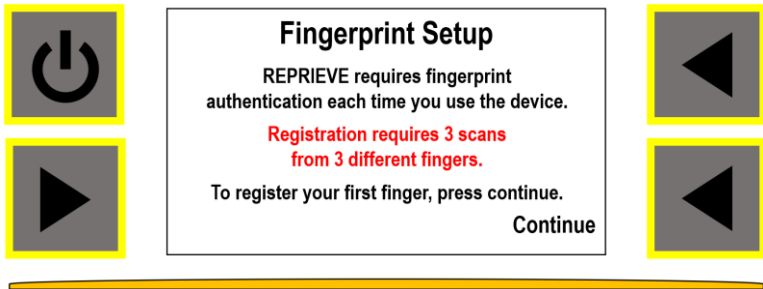 Fingerprint Setup
REPRIEVE requires fingerprint
authentication each time you use the device.
Registration requires 3 scans
from 3 different fingers.
To register your first finger, press continue.
Continue